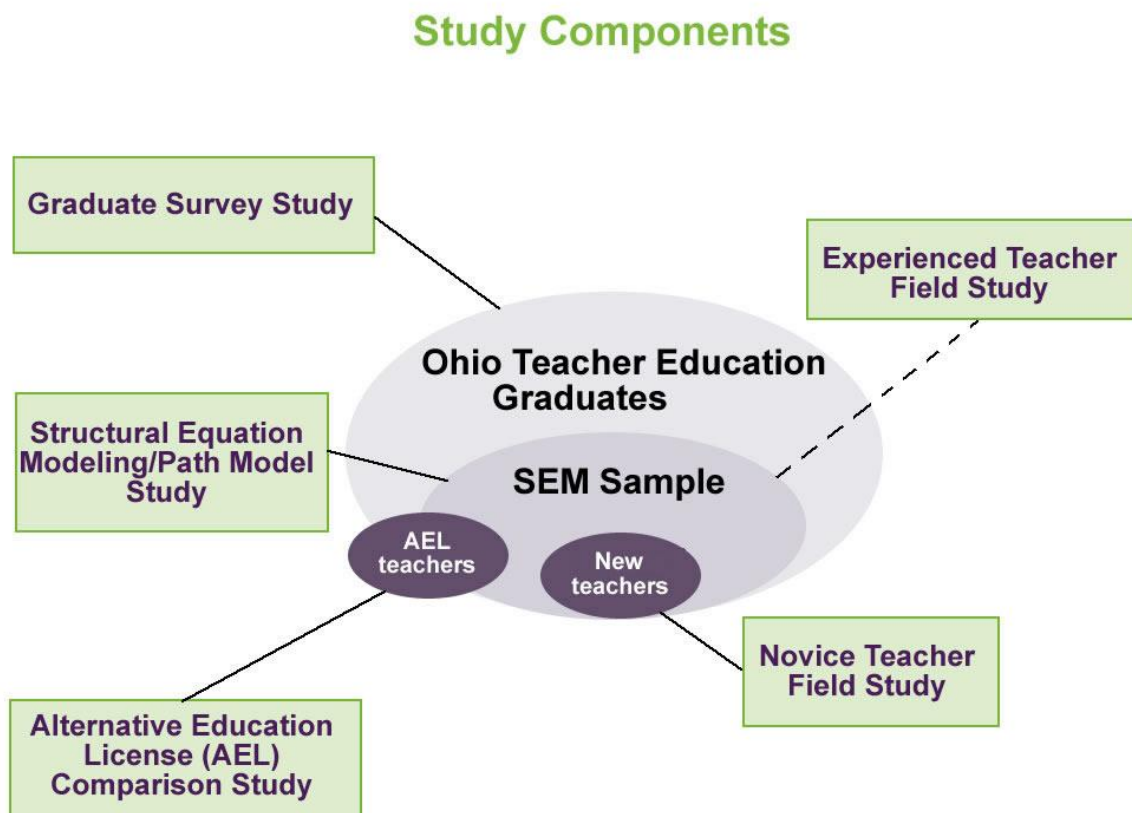 Study Components
Graduate Survey Study
Experienced Teacher
Field Study
Ohio Teacher Education
Graduates
Structural Equation
Modeling/Path Model
Study
SEM Sample
AEL
teachers
New
teachers
Novice Teacher
Field Study
Alternative Education
License (AEL)
Comparison Study